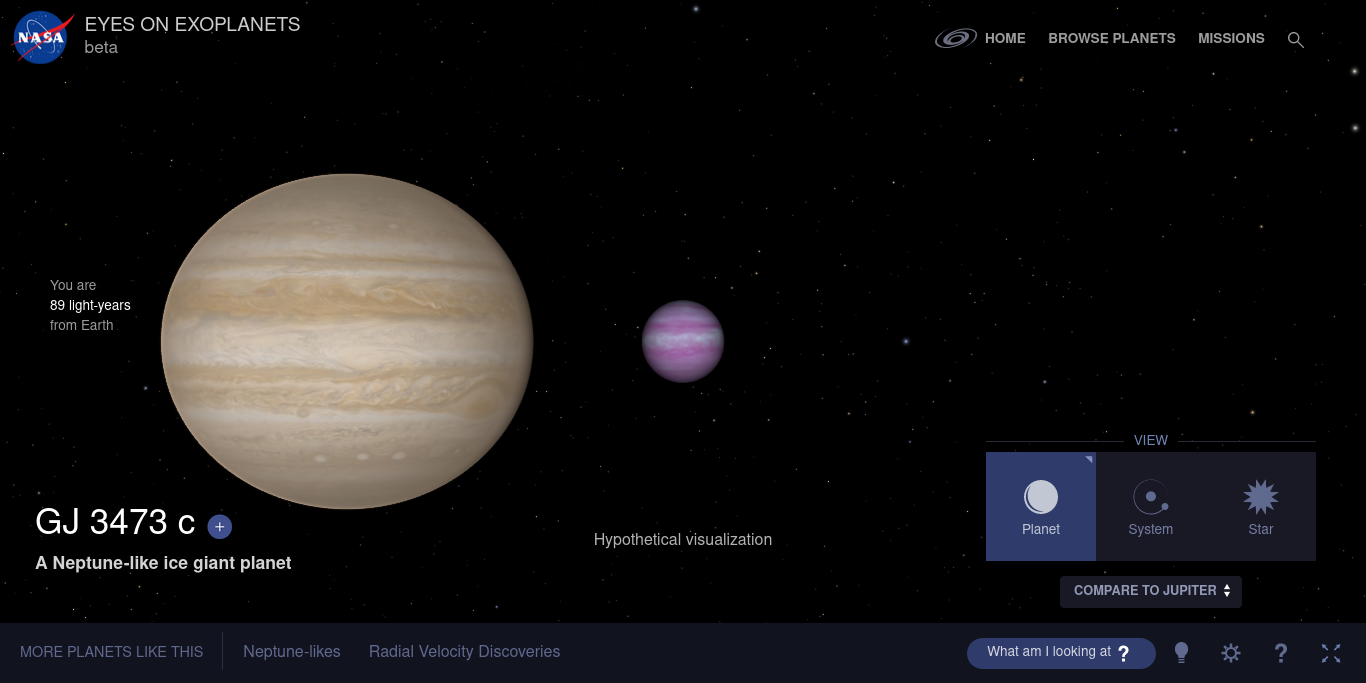 NASA
EYES ON EXOPLANETS
beta
HOME
BROWSE PLANETS
MISSIONS
You are
89 light-years
from Earth
GJ 3473 c +
A Neptune-like ice giant planet
Hypothetical visualization
VIEW
Planet
System
Star
COMPARE TO JUPITER
MORE PLANETS LIKE THIS
Neptune-likes
Radial Velocity Discoveries
What am I looking at ?
?